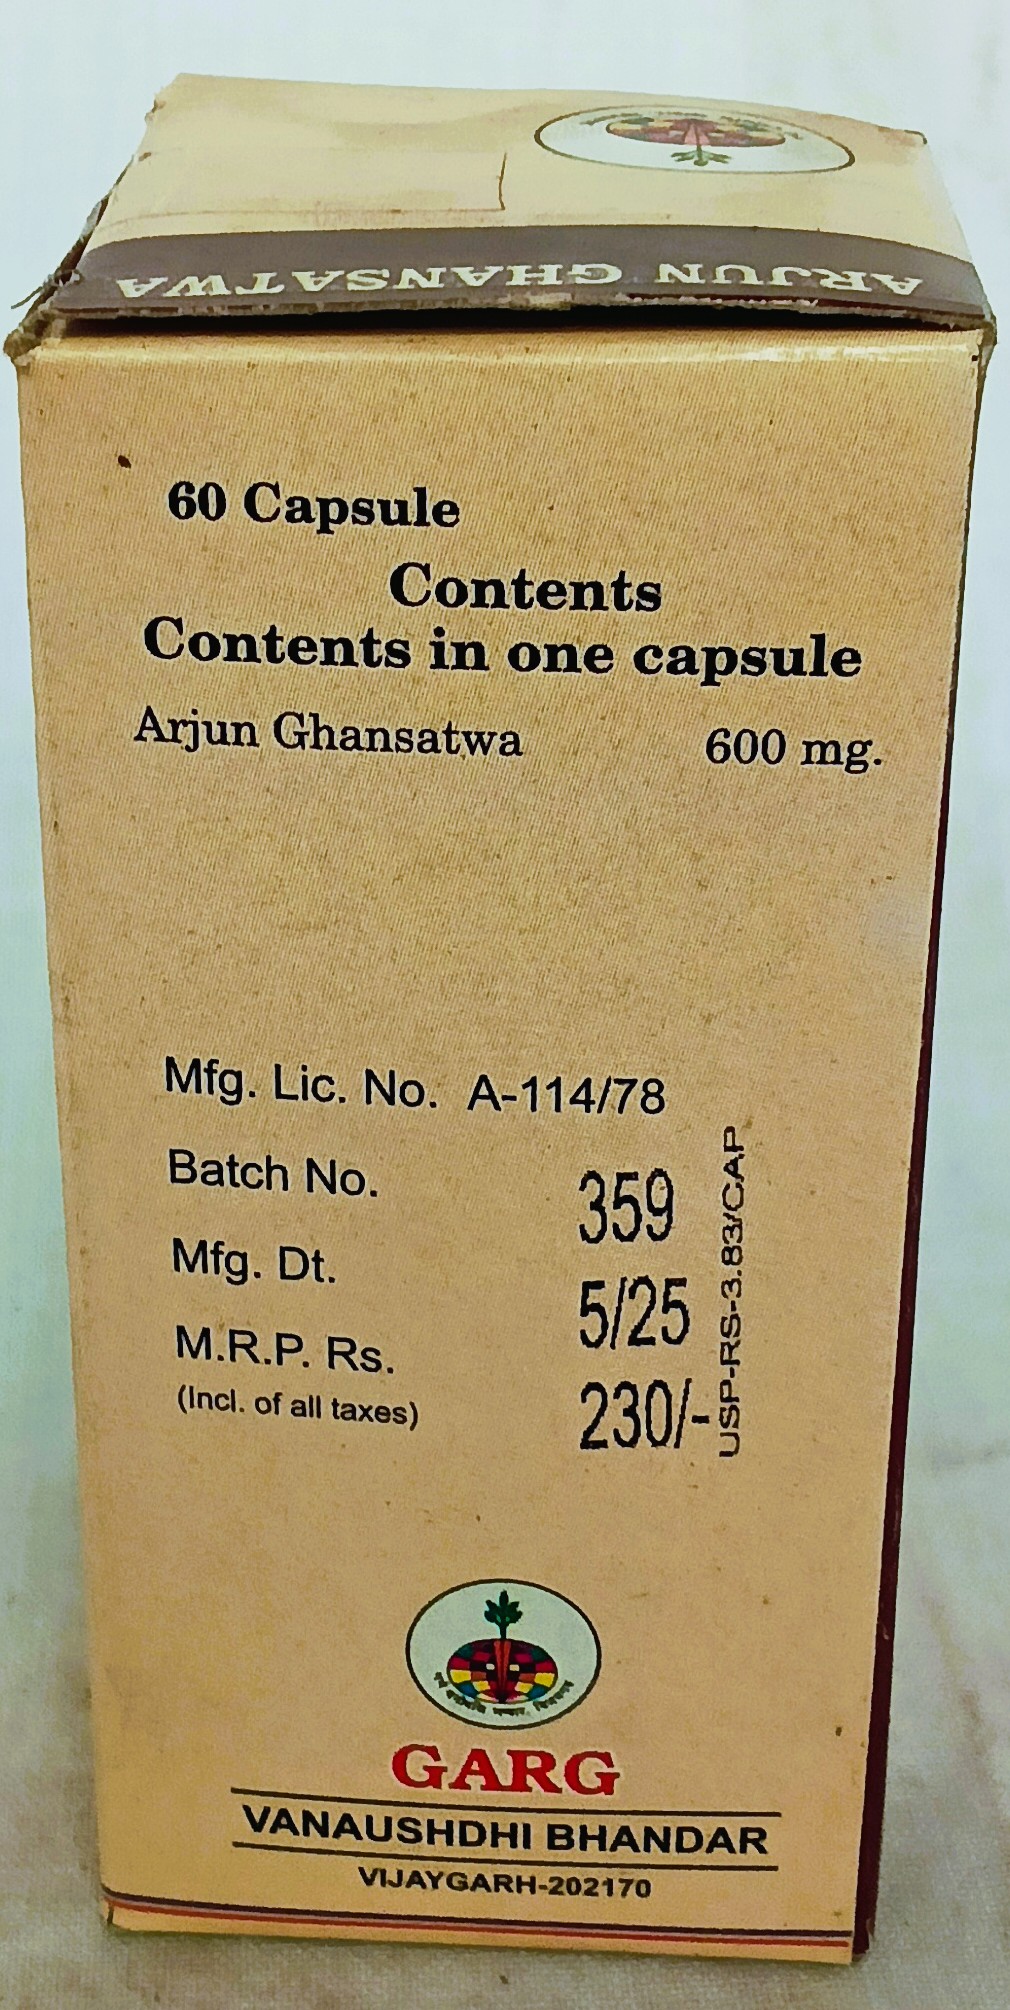 ARJUN GHANSATWA
60 Capsule
Contents
Contents in one capsule
Arjun Ghansatwa 600 mg.
Mfg. Lic. No. A-114/78
Batch No. 359
Mfg. Dt. 5/25
M.R.P. Rs. 230/-
(Incl. of all taxes)
USP-RS-3.83/CAP
GARG
VANAUSHDHI BHANDAR
VIJAYGARH-202170